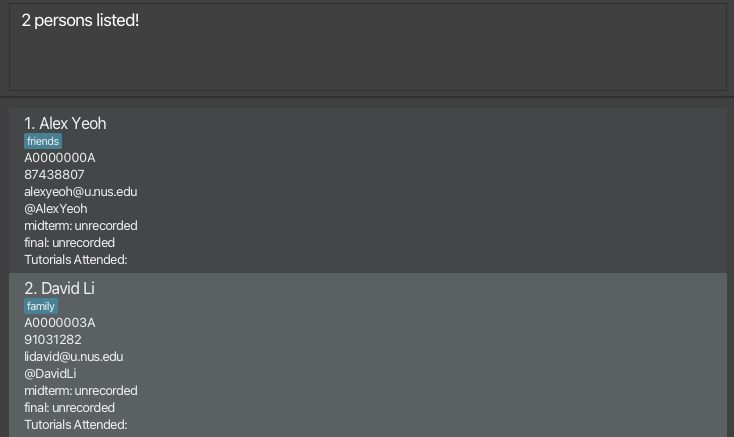 2 persons listed!
1. Alex Yeoh
friends
A0000000A
87438807
alexyeoh@u.nus.edu
@AlexYeoh
midterm: unrecorded
final: unrecorded
Tutorials Attended:
2. David Li
family
A0000003A
91031282
lidavid@u.nus.edu
@DavidLi
midterm: unrecorded
final: unrecorded
Tutorials Attended: